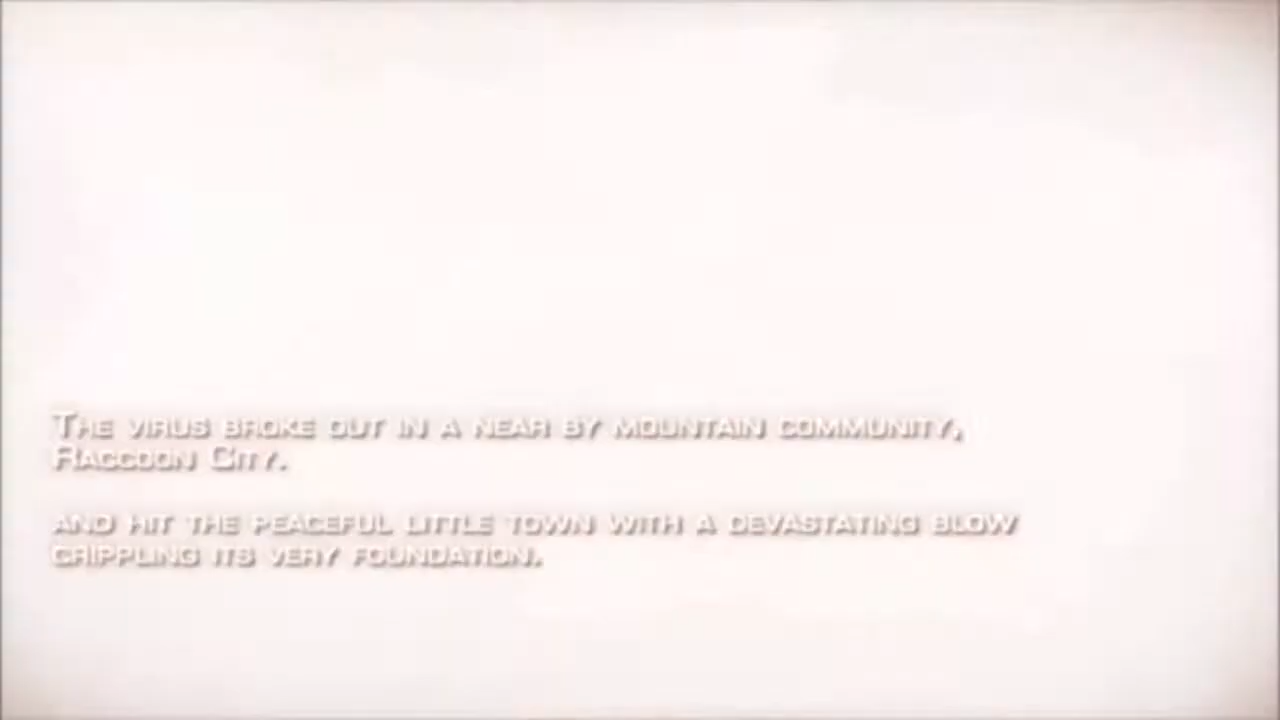 The virus broke out in a near by mountain community,
Raccoon City.
and hit the peaceful little town with a devastating blow
crippling its very foundation.